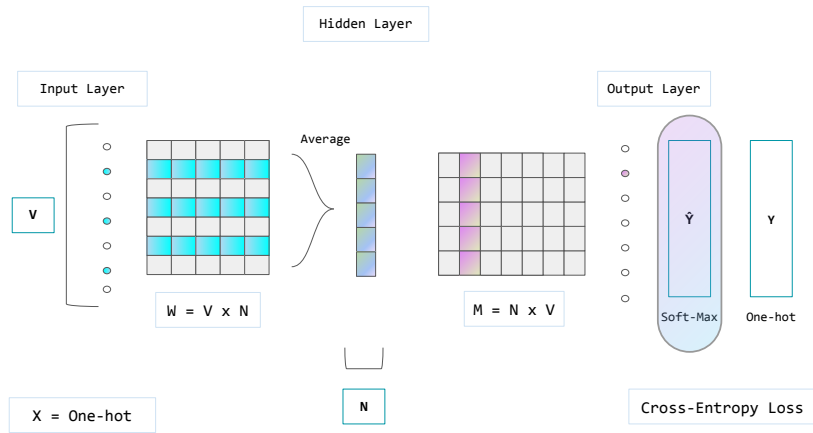 Hidden Layer
Input Layer
Output Layer
Average
V
Ŷ
Y
W = V x N
M = N x V
Soft-Max
One-hot
N
X = One-hot
Cross-Entropy Loss